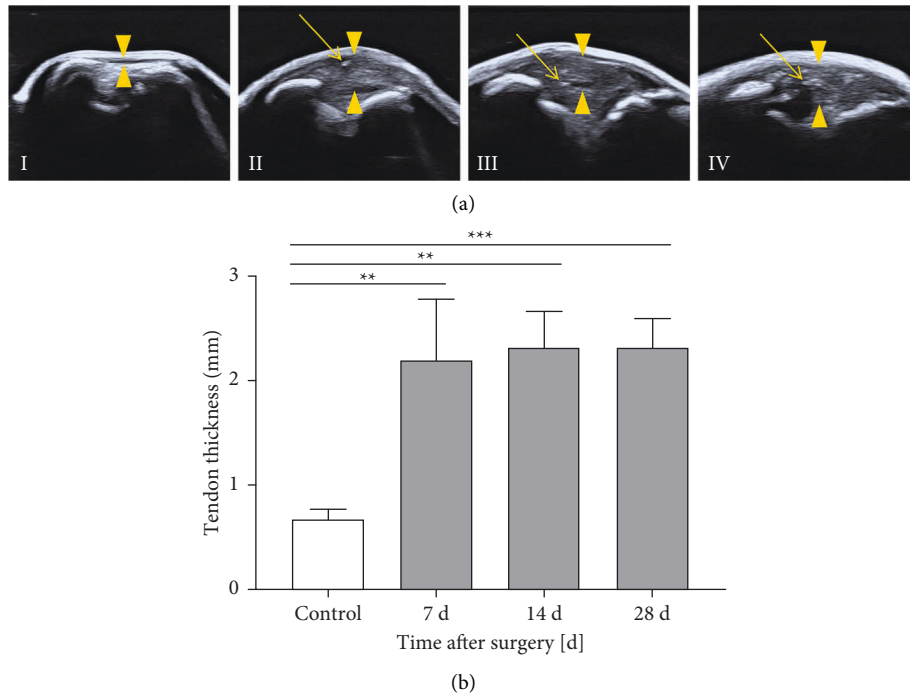 I
II
III
IV
(a)
***
**
**
3
2
1
0
Tendon thickness (mm)
Control
7 d
14 d
28 d
Time after surgery [d]
(b)